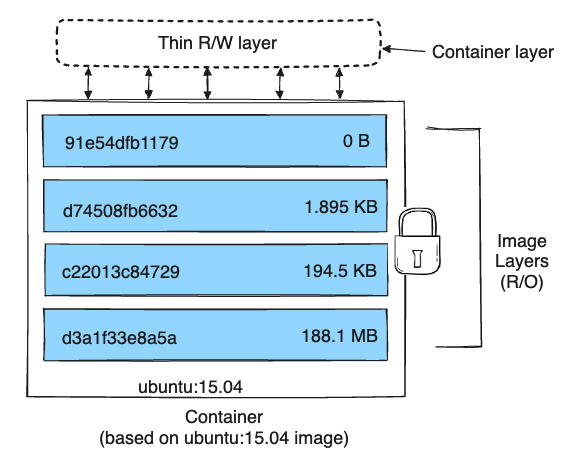 Thin R/W layer
Container layer
91e54dfb1179 0 B
d74508fb6632 1.895 KB
c22013c84729 194.5 KB
d3a1f33e8a5a 188.1 MB
Image
Layers
(R/O)
ubuntu:15.04
Container
(based on ubuntu:15.04 image)